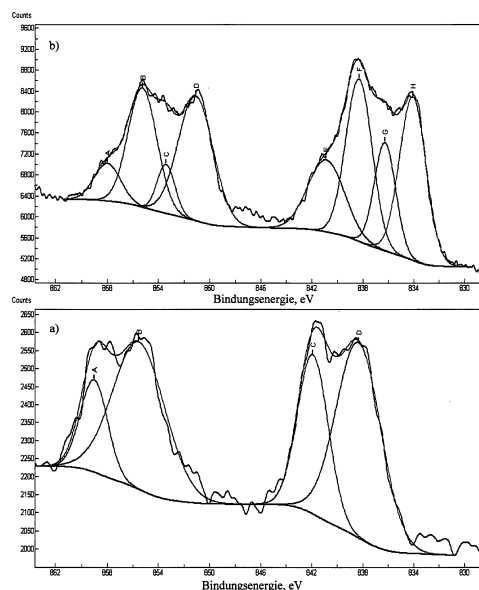 Counts
b)
9600
9200
8800
8400
8000
7600
7200
6800
6400
6000
5600
5200
4800
A
B
C
D
E
F
G
H
862 858 854 850 846 842 838 834 830
Bindungsenergie, eV
Counts
a)
2650
2600
2550
2500
2450
2400
2350
2300
2250
2200
2150
2100
2050
2000
A
B
C
D
862 858 854 850 846 842 838 834 830
Bindungsenergie, eV